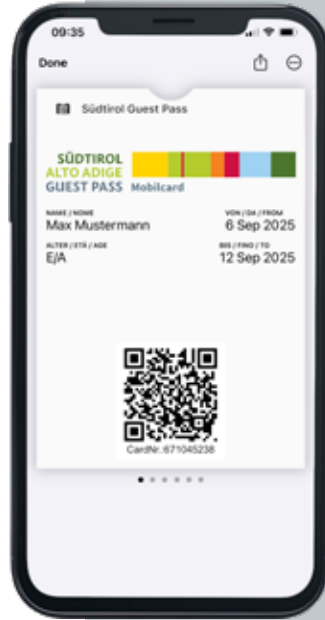 09:35
Done
Südtirol Guest Pass
SÜDTIROL
ALTO ADIGE
GUEST PASS Mobilcard
NAME / NOME
VON / DA / FROM
Max Mustermann
6 Sep 2025
ALTER / ETÀ / AGE
BIS / FINO / TO
E/A
12 Sep 2025
CardNr.:671045238